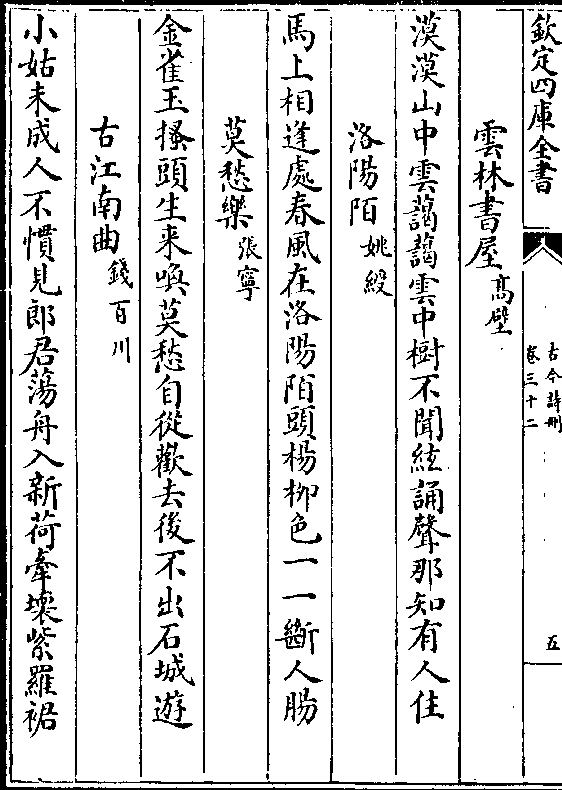 欽定四庫全書
古今詩刪
卷三十二
五
雲林書屋 高壁
漠漠山中雲藹藹雲中樹不聞絃誦聲那知有人住
洛陽陌 姚綬
馬上相逢處春風在洛陽陌頭楊柳色一一斷人腸
莫愁樂 張寧
金雀玉搔頭生来喚莫愁自從歡去後不出石城遊
古江南曲 錢百川
小姑未成人不慣見郎君蕩舟入新荷牽壞紫羅裙